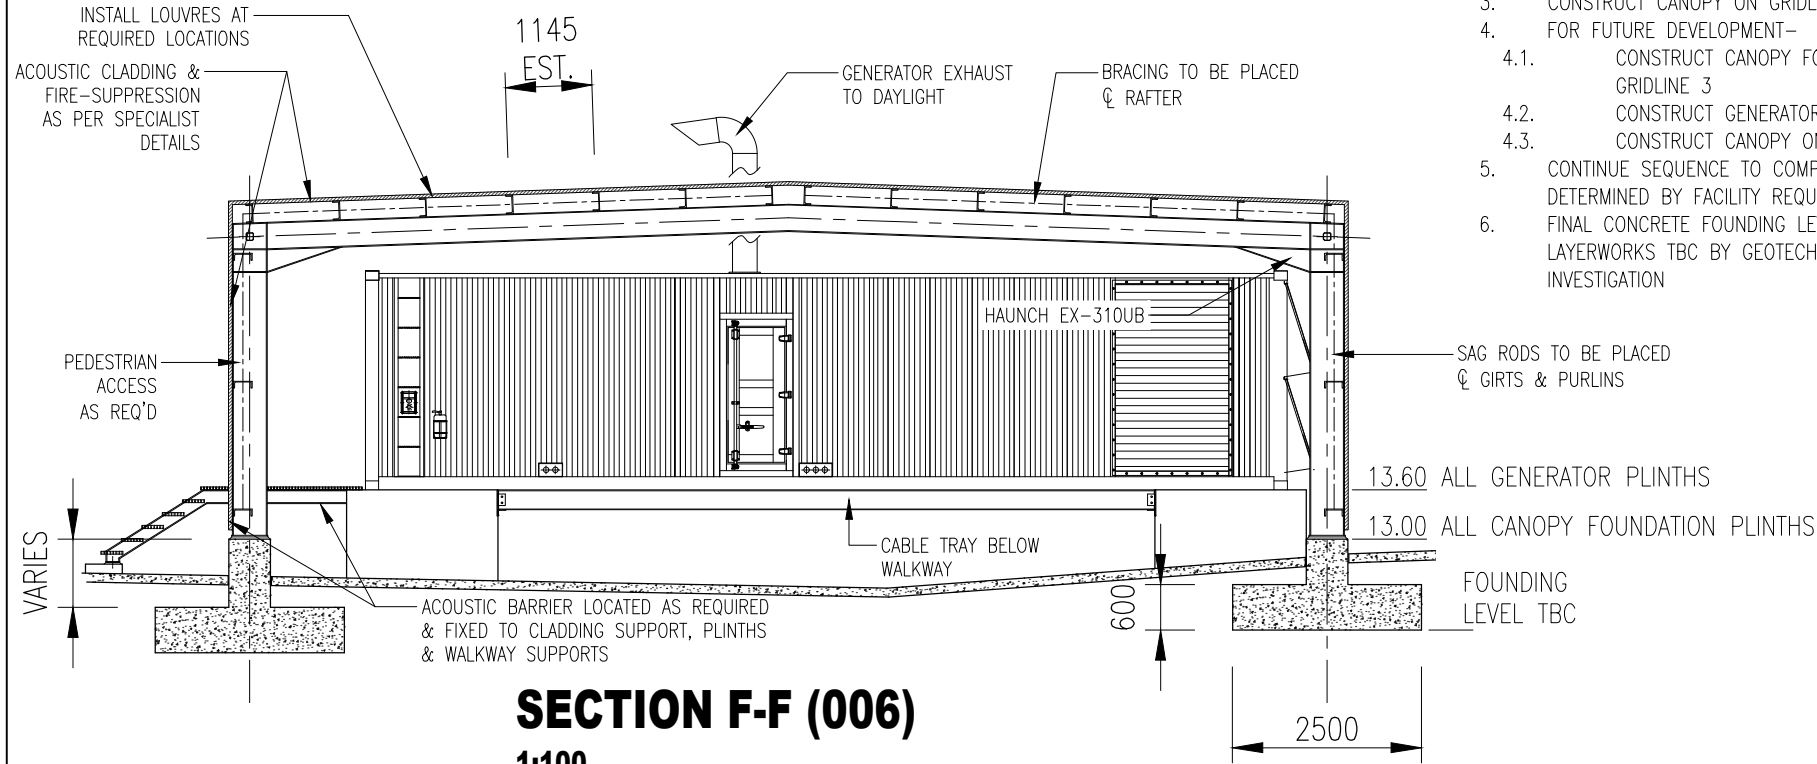 INSTALL LOUVRES AT
REQUIRED LOCATIONS
ACOUSTIC CLADDING &
FIRE-SUPPRESSION
AS PER SPECIALIST
DETAILS
1145
EST.
GENERATOR EXHAUST
TO DAYLIGHT
BRACING TO BE PLACED
℄ RAFTER
3. CONSTRUCT CANOPY ON GRIDL
4. FOR FUTURE DEVELOPMENT-
4.1. CONSTRUCT CANOPY FO
GRIDLINE 3
4.2. CONSTRUCT GENERATOR
4.3. CONSTRUCT CANOPY ON
5. CONTINUE SEQUENCE TO COMP
DETERMINED BY FACILITY REQU
6. FINAL CONCRETE FOUNDING LE
LAYERWORKS TBC BY GEOTECH
INVESTIGATION
HAUNCH EX-310UB
PEDESTRIAN
ACCESS
AS REQ'D
SAG RODS TO BE PLACED
℄ GIRTS & PURLINS
13.60 ALL GENERATOR PLINTHS
13.00 ALL CANOPY FOUNDATION PLINTHS
VARIES
CABLE TRAY BELOW
WALKWAY
600
FOUNDING
LEVEL TBC
ACOUSTIC BARRIER LOCATED AS REQUIRED
& FIXED TO CLADDING SUPPORT, PLINTHS
& WALKWAY SUPPORTS
2500
SECTION F-F (006)
1:100